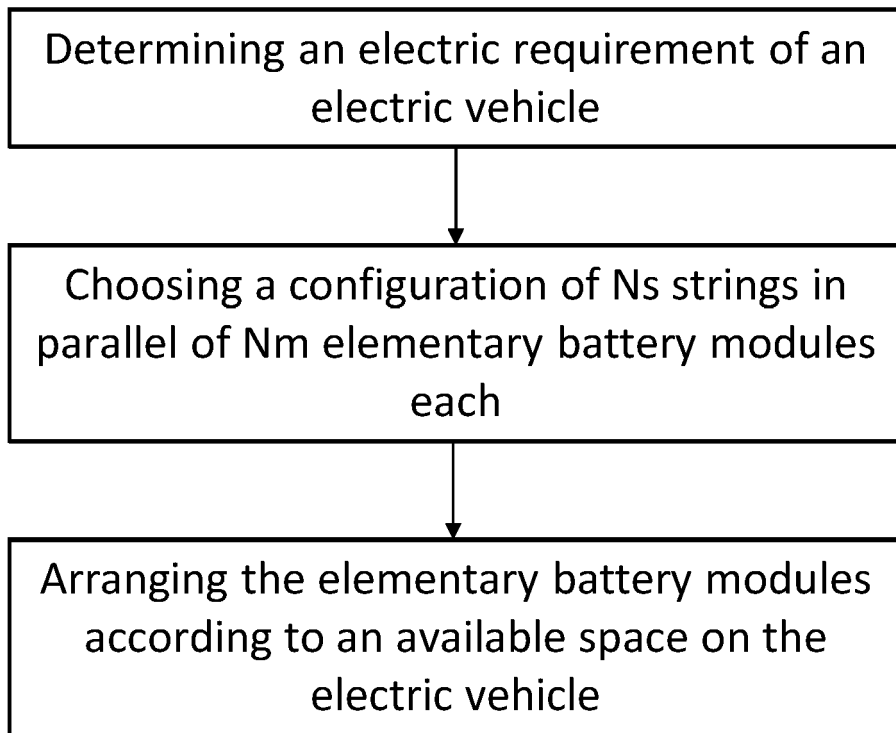 Determining an electric requirement of an
electric vehicle
Choosing a configuration of Ns strings in
parallel of Nm elementary battery modules
each
Arranging the elementary battery modules
according to an available space on the
electric vehicle